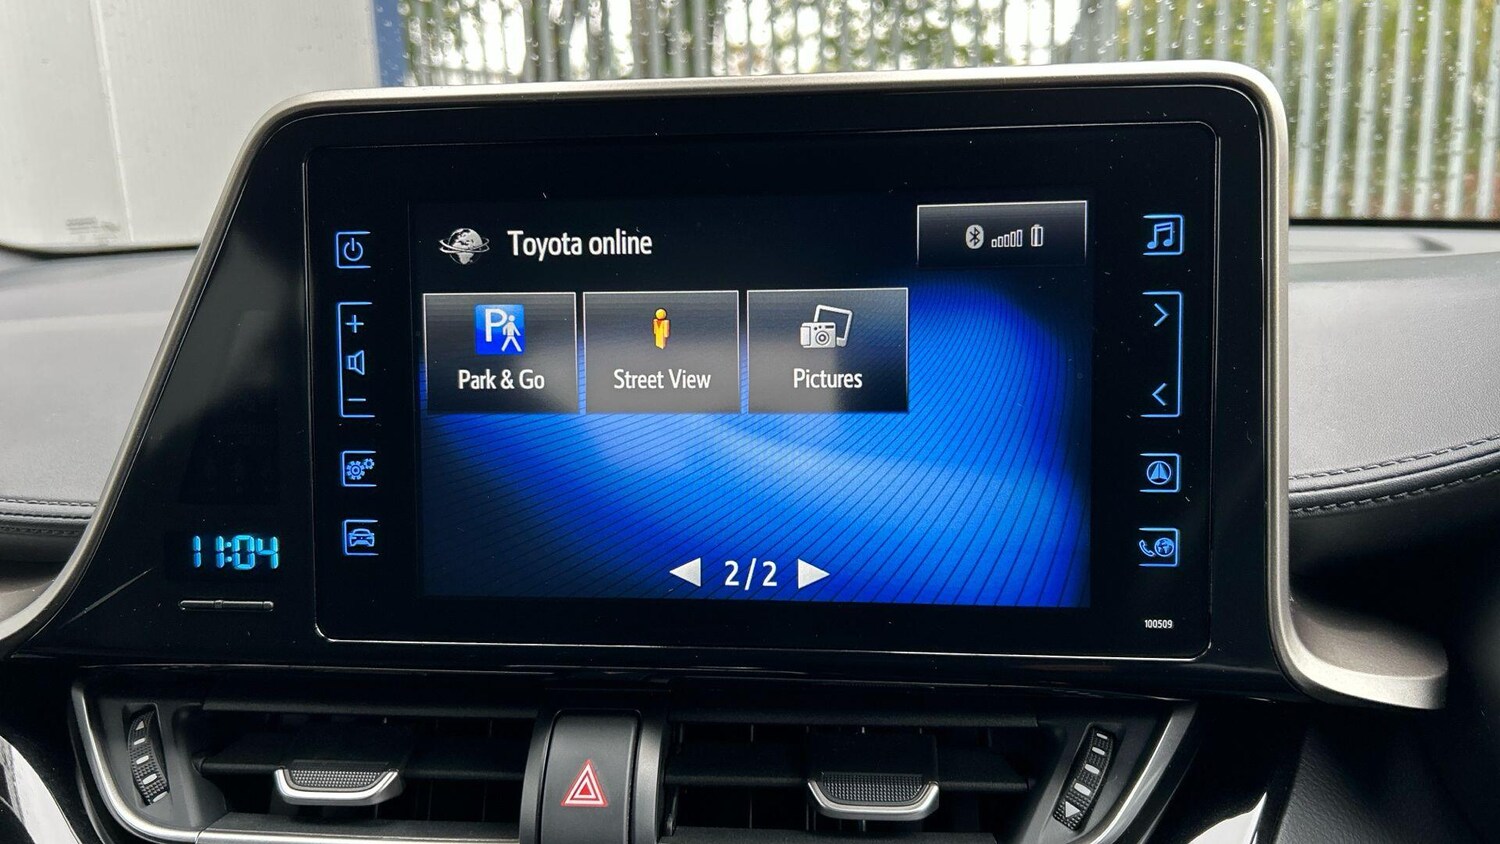 Toyota online
P
Park & Go
Street View
Pictures
11:04
2/2
100509